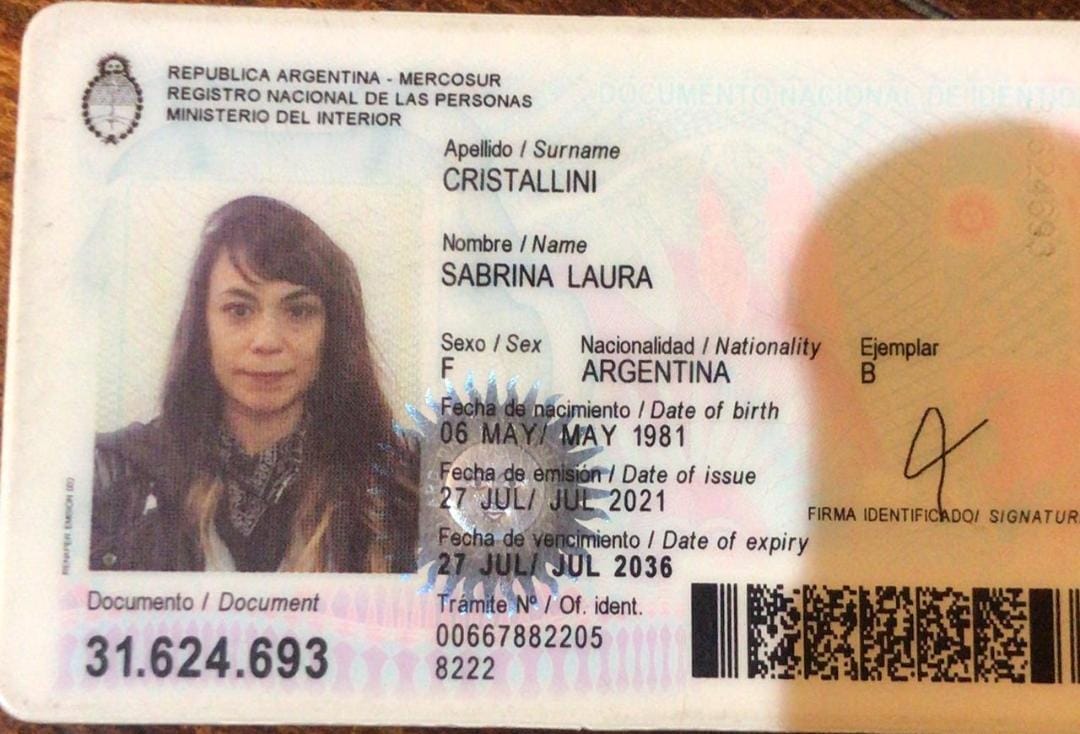 REPUBLICA ARGENTINA - MERCOSUR
REGISTRO NACIONAL DE LAS PERSONAS
MINISTERIO DEL INTERIOR
DOCUMENTO NACIONAL DE IDENTID
Apellido / Surname
CRISTALLINI
Nombre / Name
SABRINA LAURA
Sexo / Sex Nacionalidad / Nationality Ejemplar
F ARGENTINA B
Fecha de nacimiento / Date of birth
06 MAY/ MAY 1981
Fecha de emisión / Date of issue
27 JUL/ JUL 2021
FIRMA IDENTIFICADO/ SIGNATUR
Fecha de vencimiento / Date of expiry
27 JUL/ JUL 2036
Documento / Document
31.624.693
Trámite Nº / Of. ident.
00667882205
8222